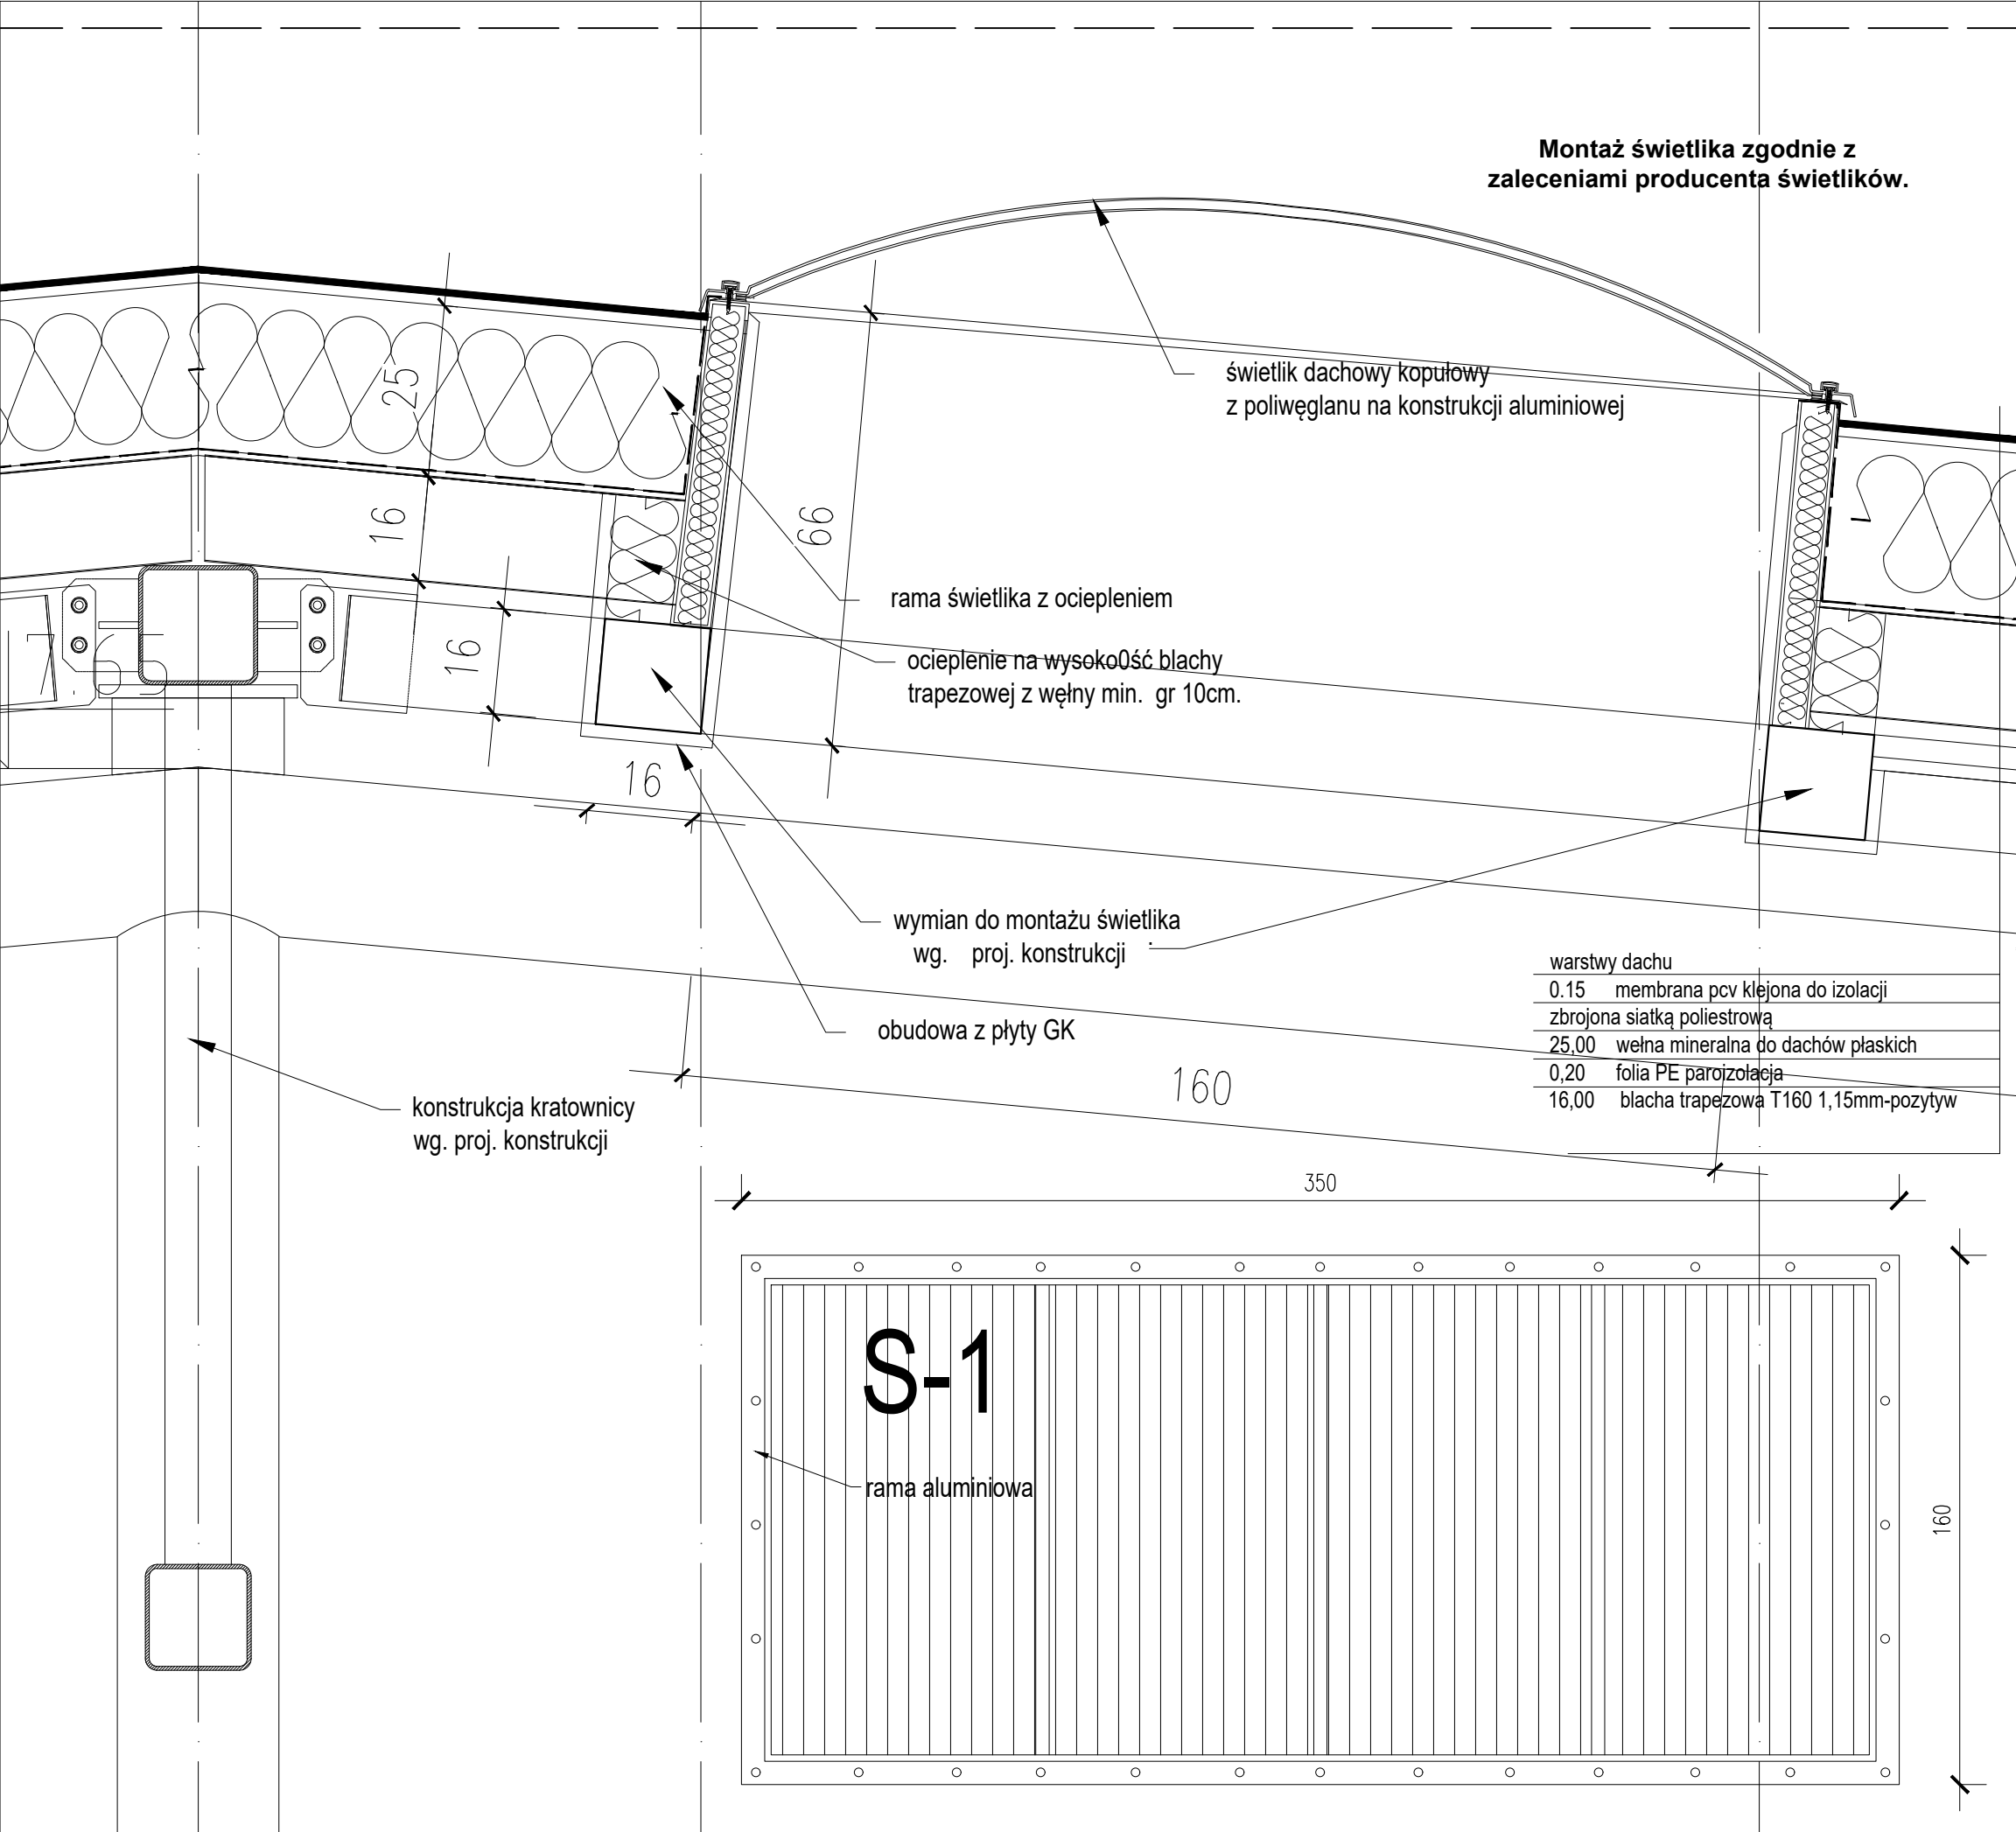 Montaż świetlika zgodnie z
zaleceniami producenta świetlików.
świetlik dachowy kopułowy
z poliwęglanu na konstrukcji aluminiowej
25
16
66
16
rama świetlika z ociepleniem
ocieplenie na wysoko0ść blachy
trapezowej z węłny min. gr 10cm.
16
wymian do montażu świetlika
wg. proj. konstrukcji
obudowa z płyty GK
konstrukcja kratownicy
wg. proj. konstrukcji
160
warstwy dachu
0.15 membrana pcv klejona do izolacji
zbrojona siatką poliestrową
25,00 wełna mineralna do dachów płaskich
0,20 folia PE paroizolacja
16,00 blacha trapezowa T160 1,15mm-pozytyw
350
S-1
rama aluminiowa
160